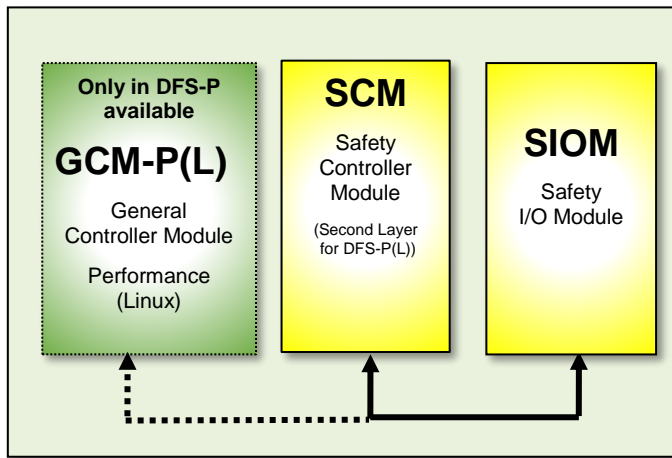 Only in DFS-P
available
GCM-P(L)
General
Controller Module
Performance
(Linux)
SCM
Safety
Controller
Module
(Second Layer
for DFS-P(L))
SIOM
Safety
I/O Module